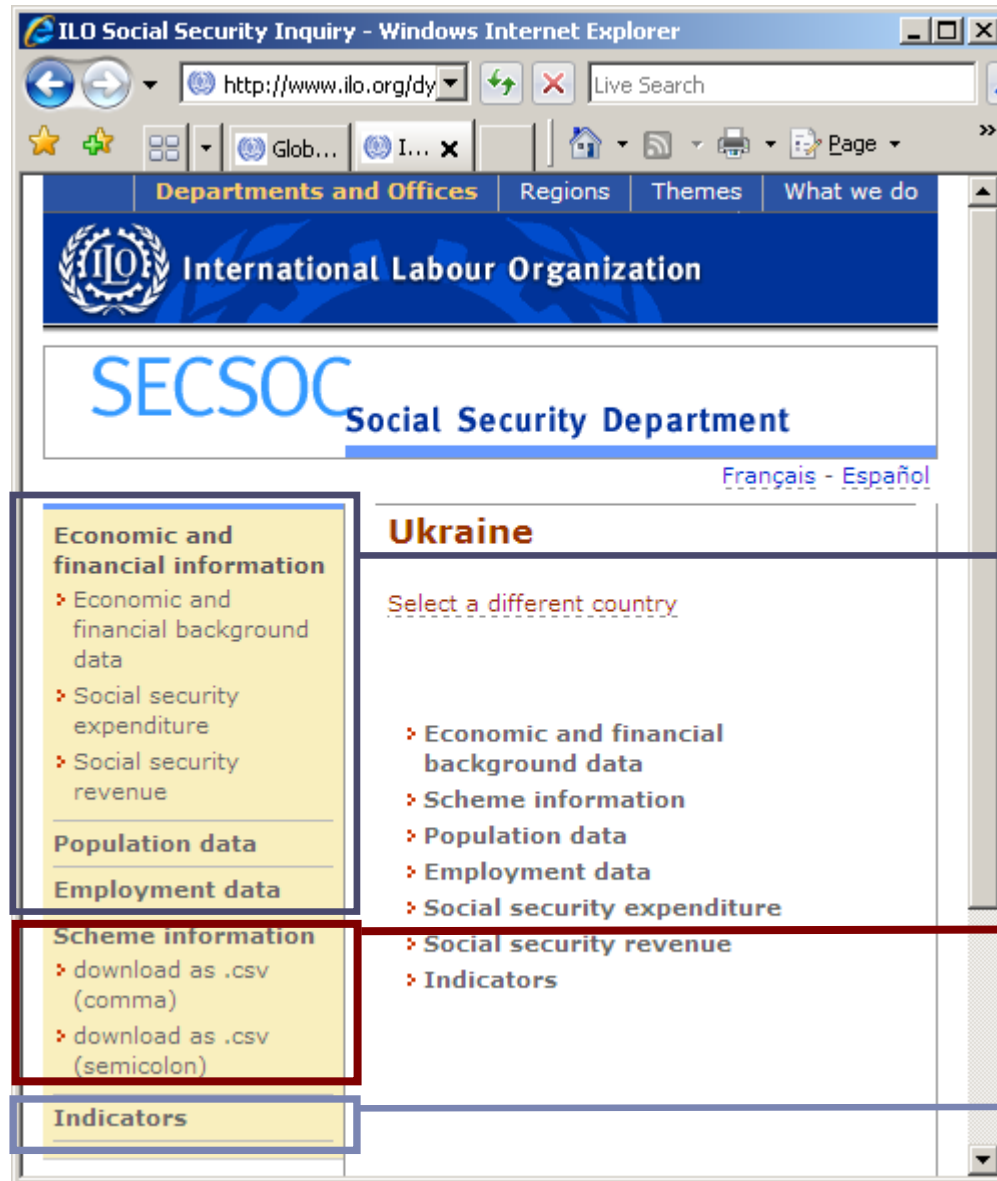 ILO Social Security Inquiry - Windows Internet Explorer
http://www.ilo.org/dy
Live Search
Glob...
I...
Page
»
Departments and Offices
Regions
Themes
What we do
ILO
International Labour Organization
SECSOC
Social Security Department
Français - Español
Economic and
financial information
Economic and
financial background
data
Social security
expenditure
Social security
revenue
Population data
Employment data
Scheme information
download as .csv
(comma)
download as .csv
(semicolon)
Indicators
Ukraine
Select a different country
Economic and financial
background data
Scheme information
Population data
Employment data
Social security expenditure
Social security revenue
Indicators